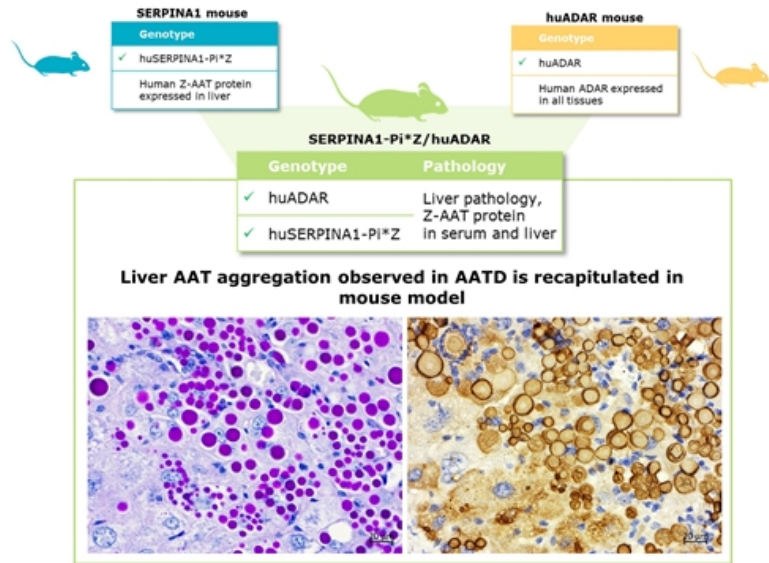 SERPINA1 mouse
Genotype
✓ huSERPINA1-Pi*Z
Human Z-AAT protein
expressed in liver
huADAR mouse
Genotype
✓ huADAR
Human ADAR expressed
in all tissues
SERPINA1-Pi*Z/huADAR
Genotype Pathology
✓ huADAR
✓ huSERPINA1-Pi*Z
Liver pathology,
Z-AAT protein
in serum and liver
Liver AAT aggregation observed in AATD is recapitulated in
mouse model